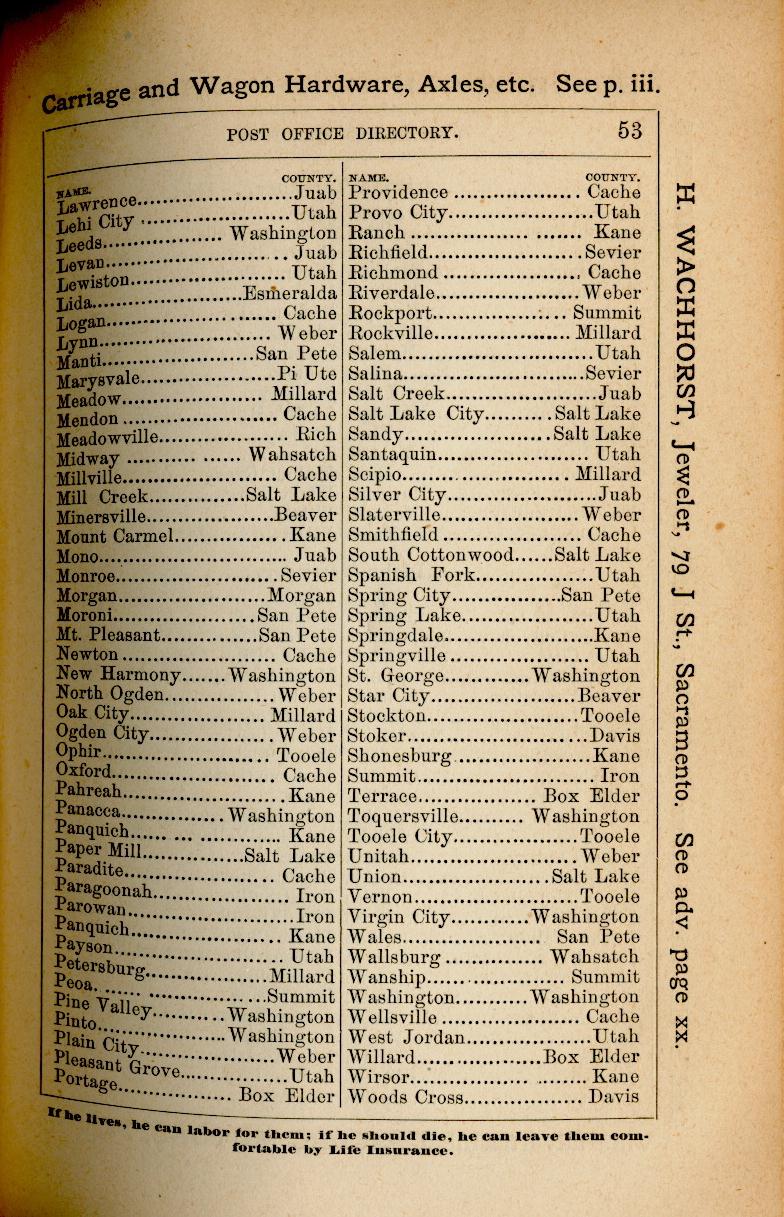 Carriage and Wagon Hardware, Axles, etc. See p. iii.
POST OFFICE DIRECTORY. 53
NAME. COUNTY.
Lawrence..........................Juab
Lehi City..........................Utah
Leeds.................... Washington
Levan.......................... Juab
Lewiston........................ Utah
Lida.........................Esmeralda
Logan.......................... Cache
Lynn............................ Weber
Manti.........................San Pete
Marysvale......................Pi Ute
Meadow...................... Millard
Mendon ........................ Cache
Meadowville.................... Rich
Midway .......... ...... Wahsatch
Millville......................... Cache
Mill Creek...............Salt Lake
Minersville....................Beaver
Mount Carmel.................Kane
Mono............................ Juab
Monroe.........................Sevier
Morgan.......................Morgan
Moroni.......................San Pete
Mt. Pleasant...............San Pete
Newton ........................ Cache
New Harmony.......Washington
North Ogden.................Weber
Oak City..................... Millard
Ogden City...................Weber
Ophir.......................... Tooele
Oxford.......................... Cache
Pahreah.........................Kane
Panacca................Washington
Panquich...... ... ............. Kane
Paper Mill................Salt Lake
Paradite........................ Cache
Paragoonah..................... Iron
Parowan.........................Iron
Panquich........................ Kane
Payson.......................... Utah
Petersburg...................Millard
Peoa. .... ..................Summit
Pine Valley...........Washington
Pinto....................Washington
Plain City.....................Weber
Pleasant Grove.................Utah
Portage.................. Box Elder
NAME. COUNTY.
Providence ................... Cache
Provo City......................Utah
Ranch .................. ....... Kane
Richfield........................Sevier
Richmond ..................... Cache
Riverdale......................Weber
Rockport..................... Summit
Rockville..................... Millard
Salem.............................Utah
Salina............................Sevier
Salt Creek.......................Juab
Salt Lake City..........Salt Lake
Sandy......................Salt Lake
Santaquin....................... Utah
Scipio......................... Millard
Silver City.......................Juab
Slaterville.....................Weber
Smithfield ..................... Cache
South Cottonwood......Salt Lake
Spanish Fork..................Utah
Spring City.................San Pete
Spring Lake....................Utah
Springdale.......................Kane
Springville ..................... Utah
St. George.............Washington
Star City......................Beaver
Stockton.......................Tooele
Stoker...........................Davis
Shonesburg .....................Kane
Summit........................... Iron
Terrace.................. Box Elder
Toquersville.......... Washington
Tooele City...................Tooele
Unitah.........................Weber
Union......................Salt Lake
Vernon.........................Tooele
Virgin City............Washington
Wales..................... San Pete
Wallsburg ............... Wahsatch
Wanship..................... Summit
Washington...........Washington
Wellsville ..................... Cache
West Jordan...................Utah
Willard...................Box Elder
Wirsor................... ........ Kane
Woods Cross.................. Davis
If he lives, he can labor for them; if he should die, he can leave them com-
fortable by Life Insurance.
H. WACHHORST, Jeweler, 79 J St., Sacramento. See adv. page xx.